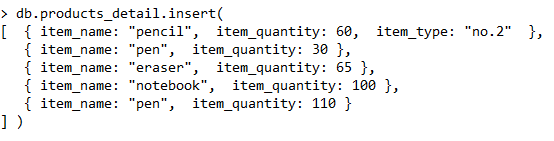 > db.products_detail.insert(
[  { item_name: "pencil",  item_quantity: 60,  item_type: "no.2"  },
   { item_name: "pen",  item_quantity: 30 },
   { item_name: "eraser",  item_quantity: 65 },
   { item_name: "notebook",  item_quantity: 100 },
   { item_name: "pen",  item_quantity: 110 }
] )